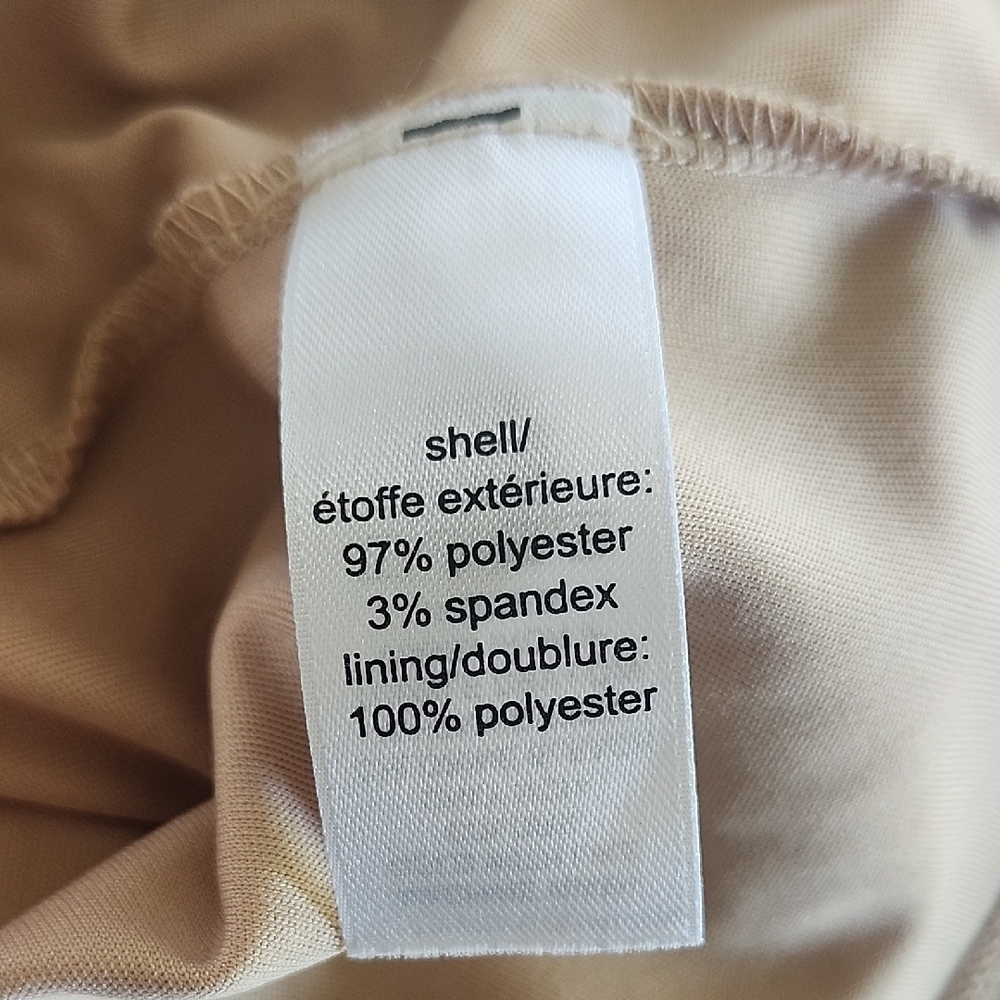 shell/
étoffe extérieure:
97% polyester
3% spandex
lining/doublure:
100% polyester